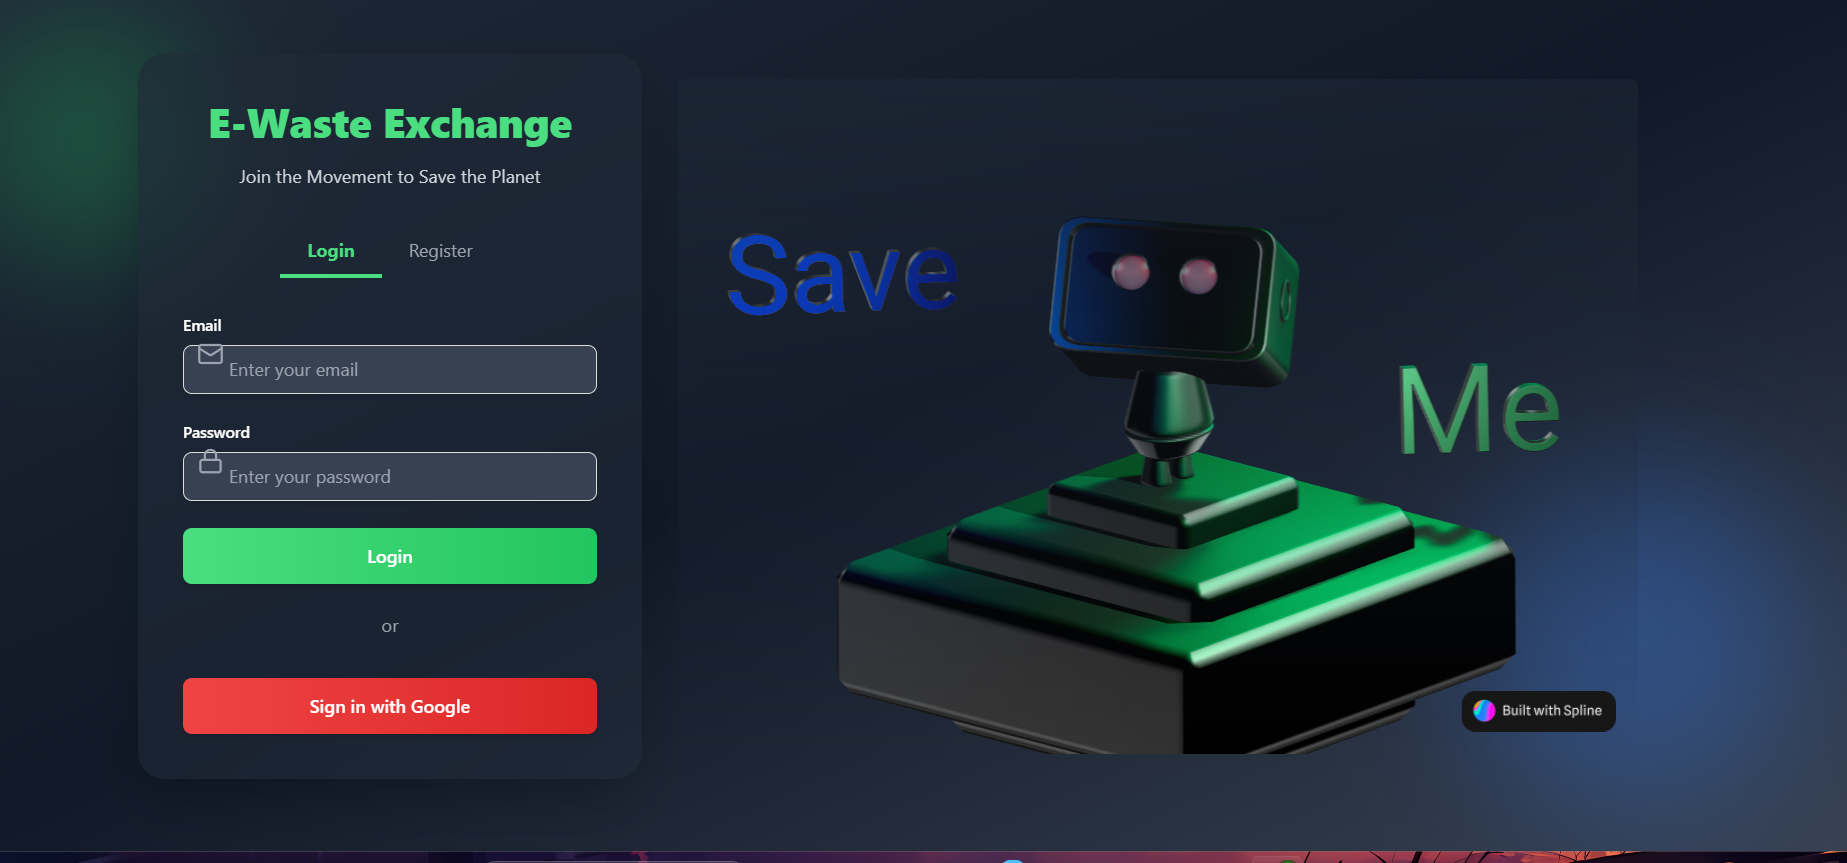 E-Waste Exchange
Join the Movement to Save the Planet
Login Register
Email
Enter your email
Password
Enter your password
Login
or
Sign in with Google
Save
Me
Built with Spline